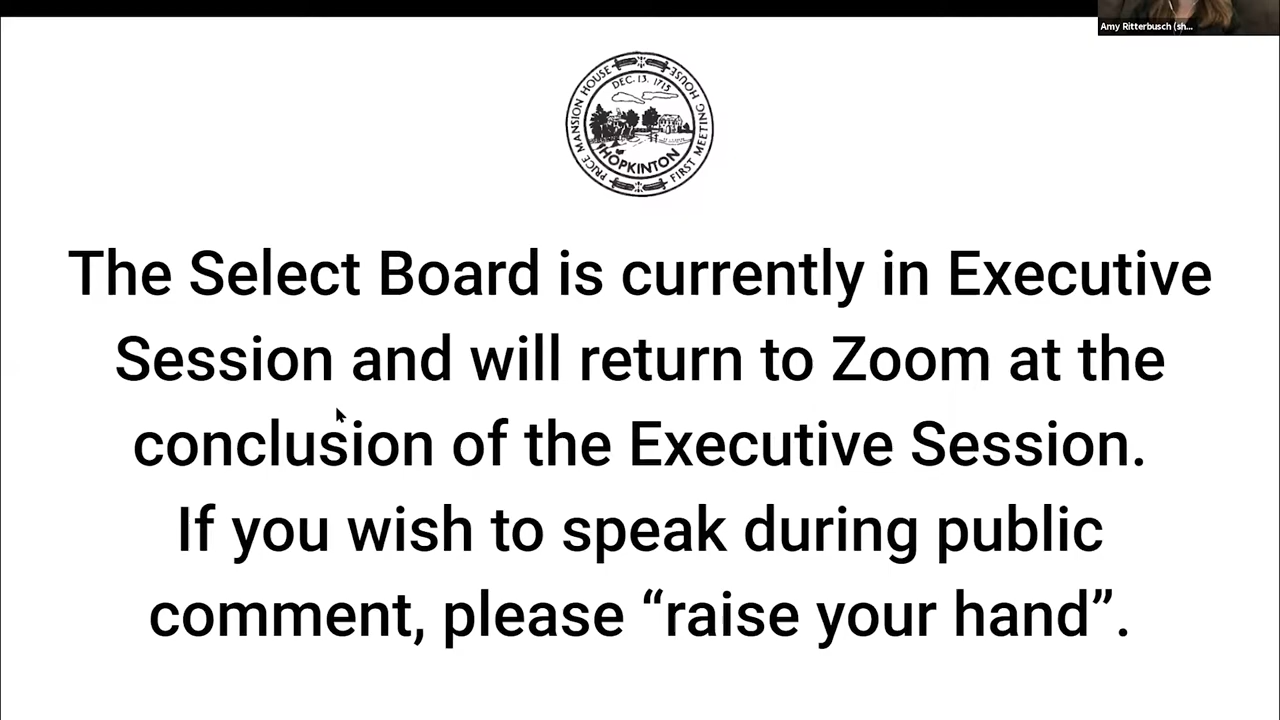 Amy Ritterbusch (sh...
PRICE MANSION HOUSE
HOUSE
FIRST MEETING
DEC. 13. 1715
HOPKINTON
The Select Board is currently in Executive
Session and will return to Zoom at the
conclusion of the Executive Session.
If you wish to speak during public
comment, please “raise your hand”.